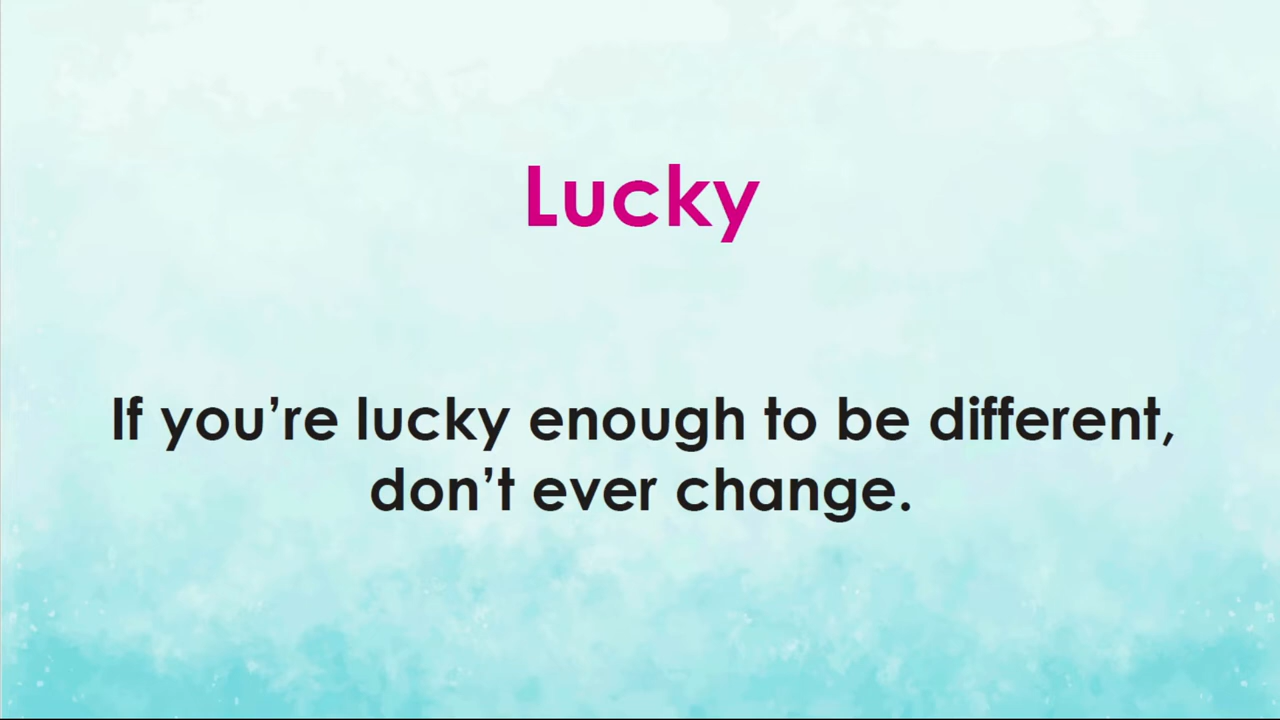 Lucky
If you’re lucky enough to be different,
don’t ever change.